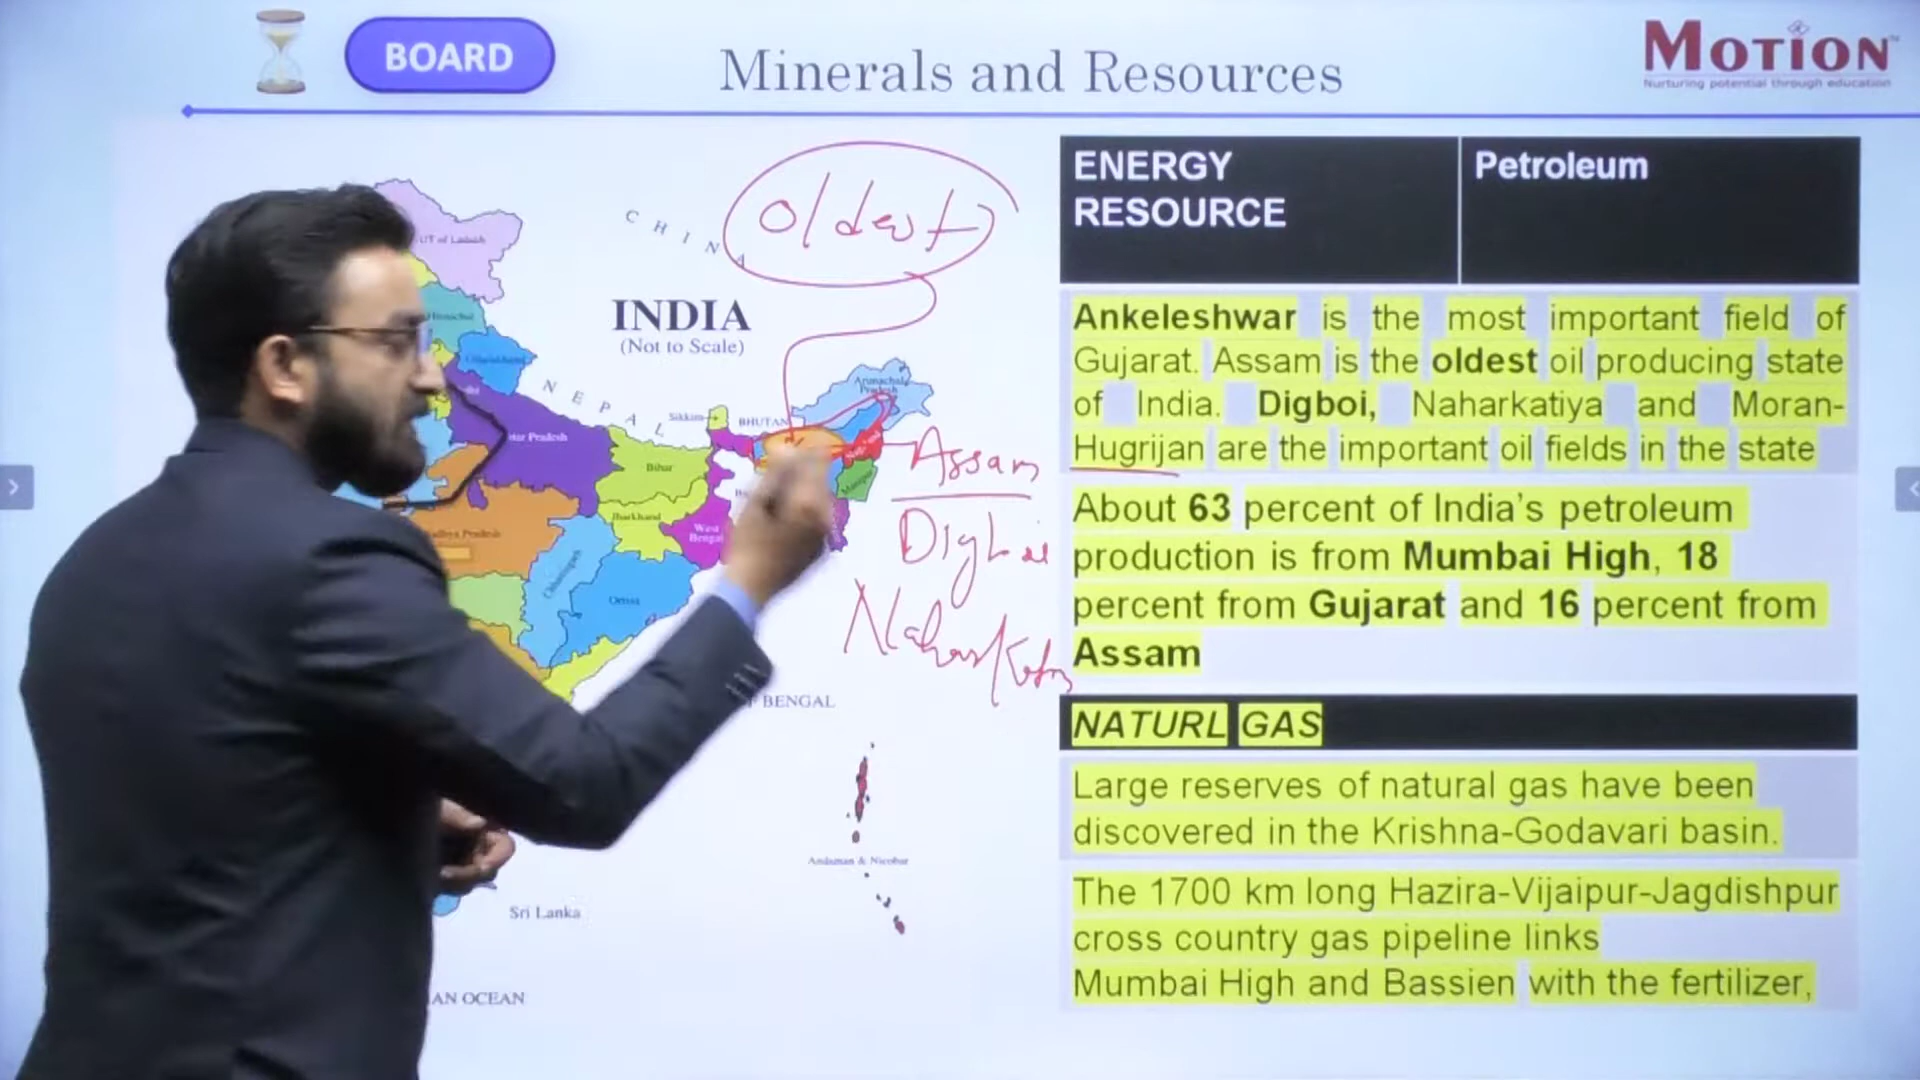 BOARD
Minerals and Resources
MOTION
Nurturing potential through education
oldest
UT of Ladakh
CHINA
INDIA
(Not to Scale)
NEPAL
Sikkim
BHUTAN
Arunachal
Pradesh
Bihar
Jharkhand
West
Bengal
Chhattisgarh
Orissa
Manipur
Assam
Digboi
Naharkatia
BENGAL
Andaman & Nicobar
Sri Lanka
AN OCEAN
ENERGY
RESOURCE
Petroleum
Ankeleshwar is the most important field of
Gujarat. Assam is the oldest oil producing state
of India. Digboi, Naharkatiya and Moran-
Hugrijan are the important oil fields in the state
About 63 percent of India's petroleum
production is from Mumbai High, 18
percent from Gujarat and 16 percent from
Assam
NATURL GAS
Large reserves of natural gas have been
discovered in the Krishna-Godavari basin.
The 1700 km long Hazira-Vijaipur-Jagdishpur
cross country gas pipeline links
Mumbai High and Bassien with the fertilizer,